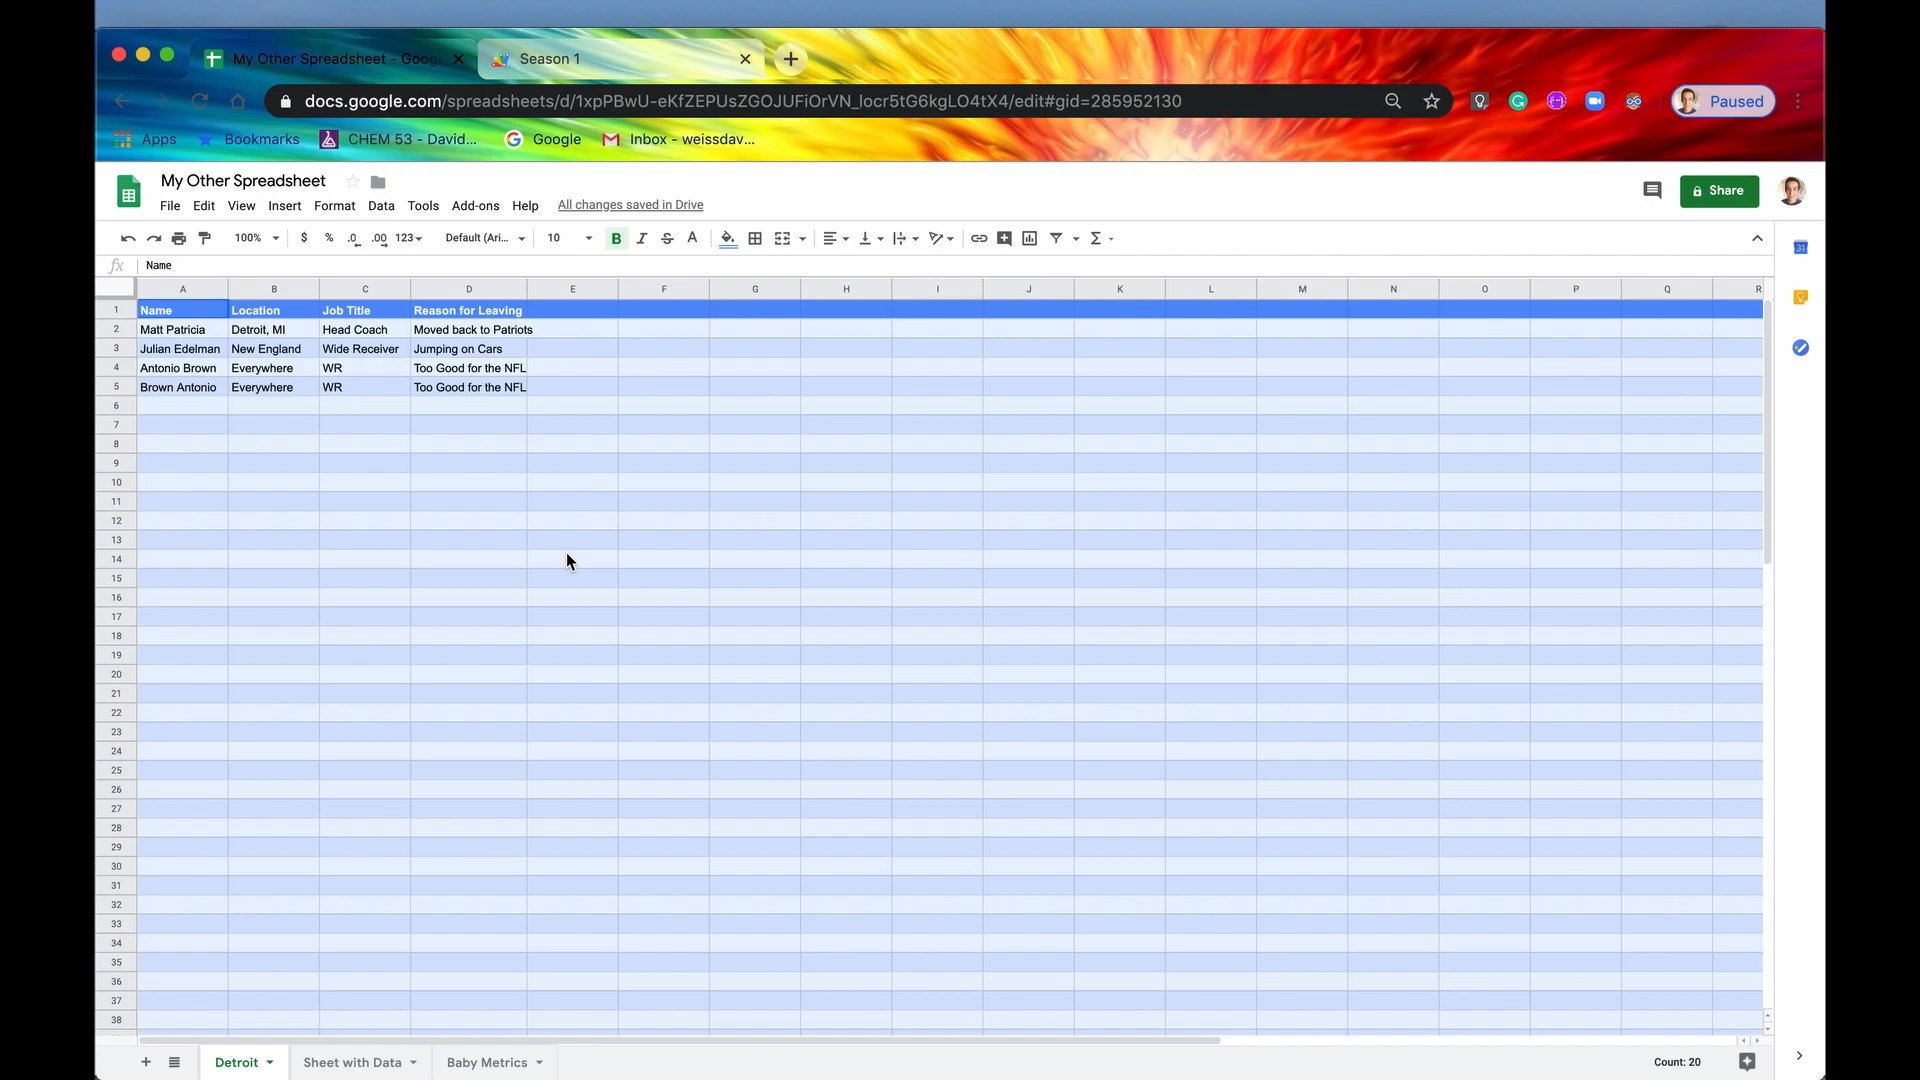 My Other Spreadsheet - Goog
Season 1
docs.google.com/spreadsheets/d/1xpPBwU-eKfZEPUsZGOJUFiOrVN_locr5tG6kgLO4tX4/edit#gid=285952130
Paused
Apps Bookmarks CHEM 53 - David... Google Inbox - weissdav...
My Other Spreadsheet
Share
File Edit View Insert Format Data Tools Add-ons Help All changes saved in Drive
100% $ % .0 .00 123 Default (Ari... 10 B I S A Σ
fx Name
A B C D E F G H I J K L M N O P Q R
1 Name Location Job Title Reason for Leaving
2 Matt Patricia Detroit, MI Head Coach Moved back to Patriots
3 Julian Edelman New England Wide Receiver Jumping on Cars
4 Antonio Brown Everywhere WR Too Good for the NFL
5 Brown Antonio Everywhere WR Too Good for the NFL
6
7
8
9
10
11
12
13
14
15
16
17
18
19
20
21
22
23
24
25
26
27
28
29
30
31
32
33
34
35
36
37
38
Detroit Sheet with Data Baby Metrics Count: 20